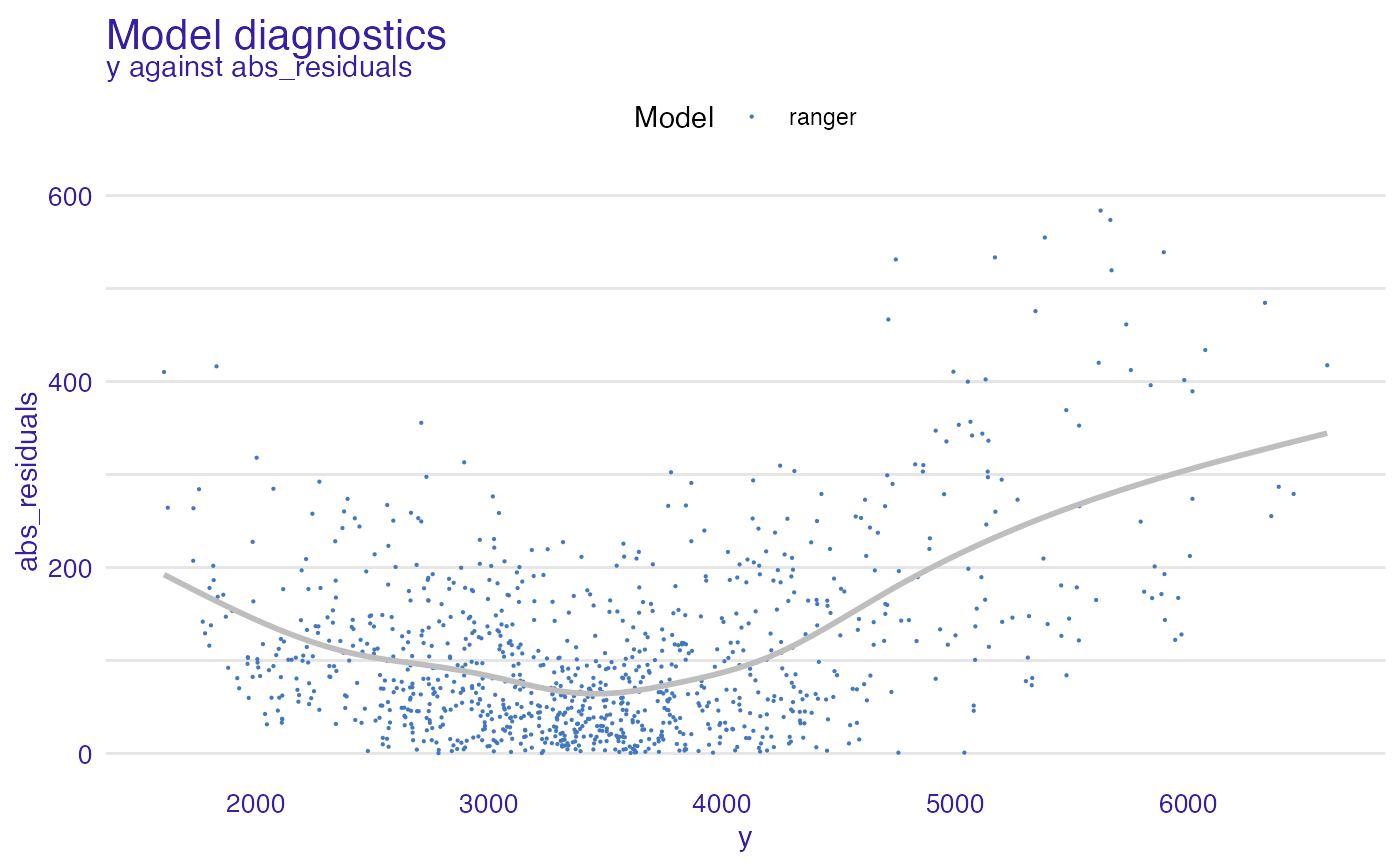 Model diagnostics
y against abs_residuals
Model ranger
600
400
200
0
abs_residuals
2000 3000 4000 5000 6000
y